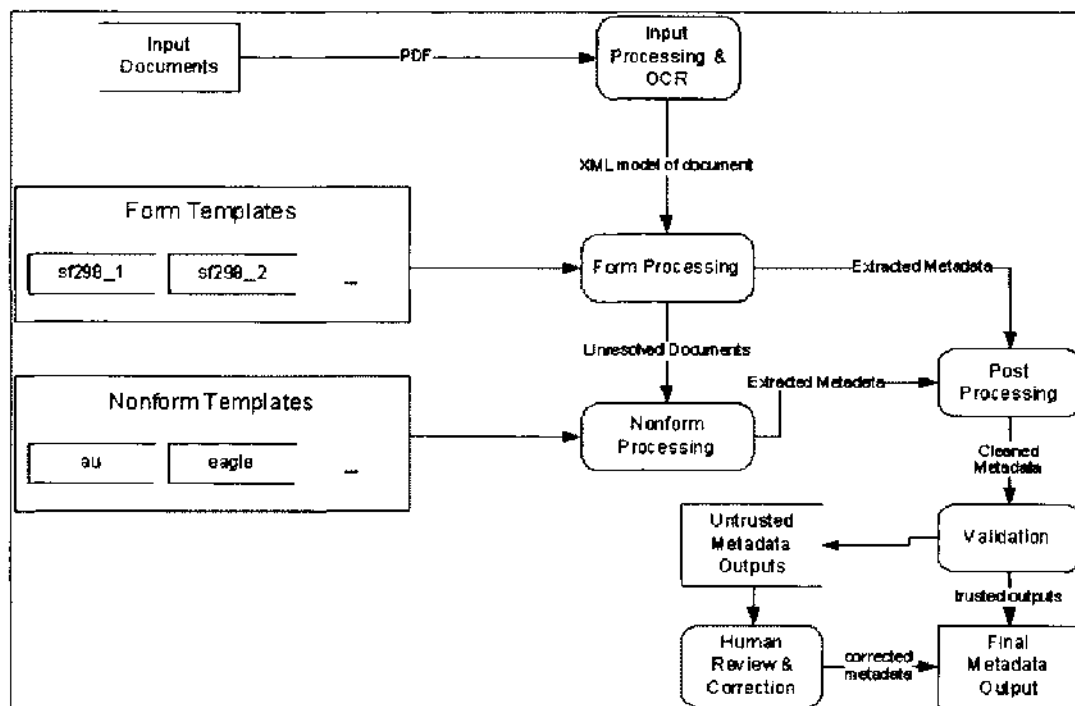 Input
Documents
PDF
Input
Processing &
OCR
XML model of document
Form Templates
sf298_1
sf298_2
...
Form Processing
Extracted Metadata
Unresolved Documents
Nonform Templates
au
eagle
...
Nonform
Processing
Extracted Metadata
Post
Processing
Cleaned
Metadata
Validation
Untrusted
Metadata
Outputs
trusted outputs
Human
Review &
Correction
corrected
metadata
Final
Metadata
Output